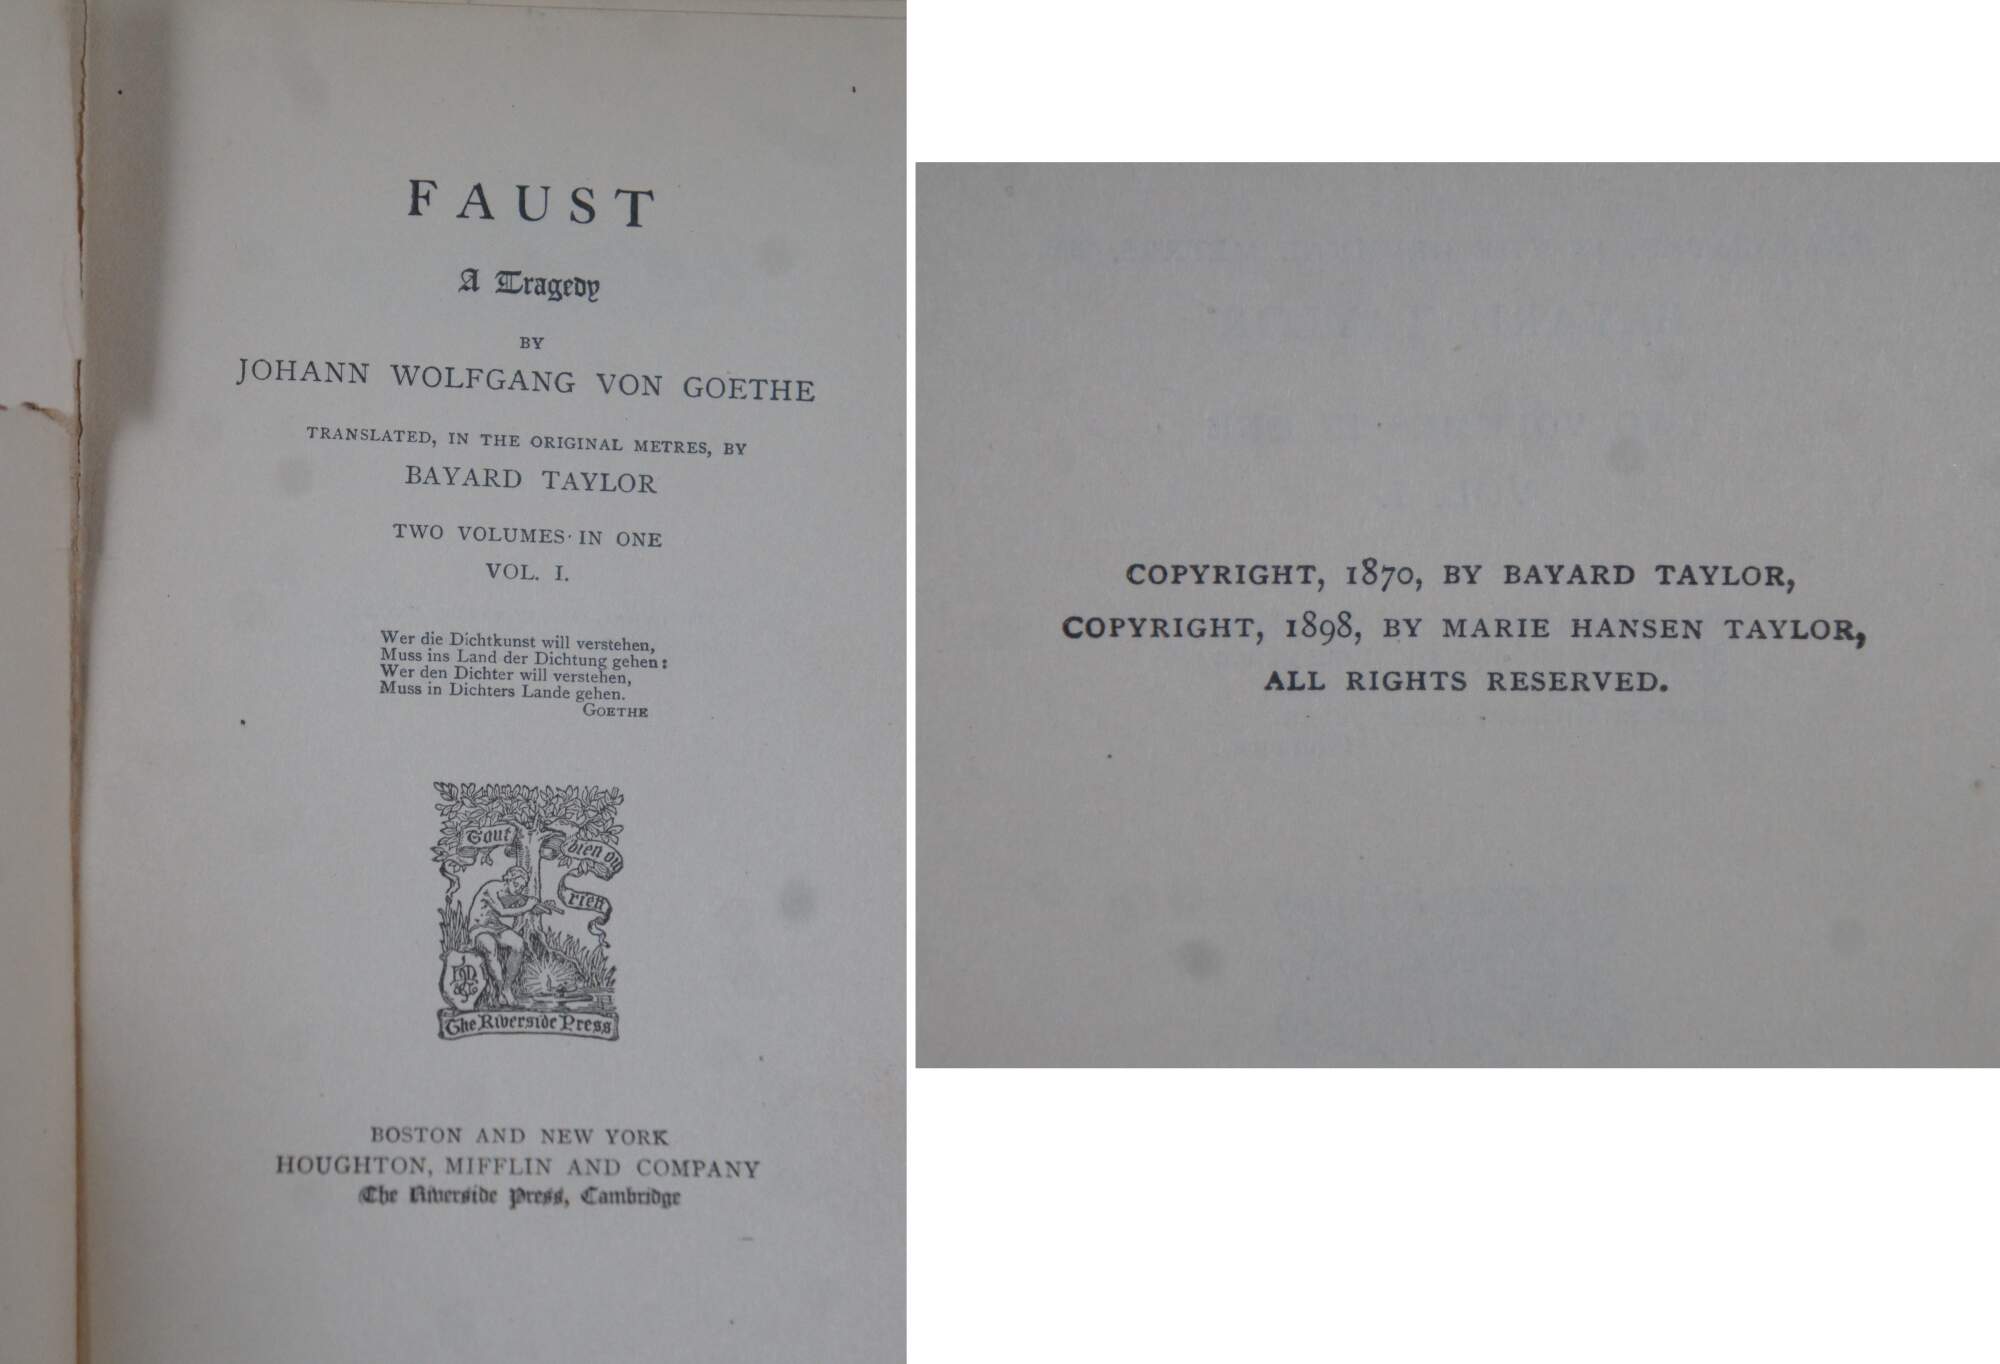 FAUST
A Tragedy
BY
JOHANN WOLFGANG VON GOETHE
TRANSLATED, IN THE ORIGINAL METRES, BY
BAYARD TAYLOR
TWO VOLUMES IN ONE
VOL. I.
Wer die Dichtkunst will verstehen,
Muss ins Land der Dichtung gehen:
Wer den Dichter will verstehen,
Muss in Dichters Lande gehen.
GOETHE
Tout
bien ou
rien
The Riverside Press
BOSTON AND NEW YORK
HOUGHTON, MIFFLIN AND COMPANY
The Riverside Press, Cambridge
COPYRIGHT, 1870, BY BAYARD TAYLOR,
COPYRIGHT, 1898, BY MARIE HANSEN TAYLOR,
ALL RIGHTS RESERVED.